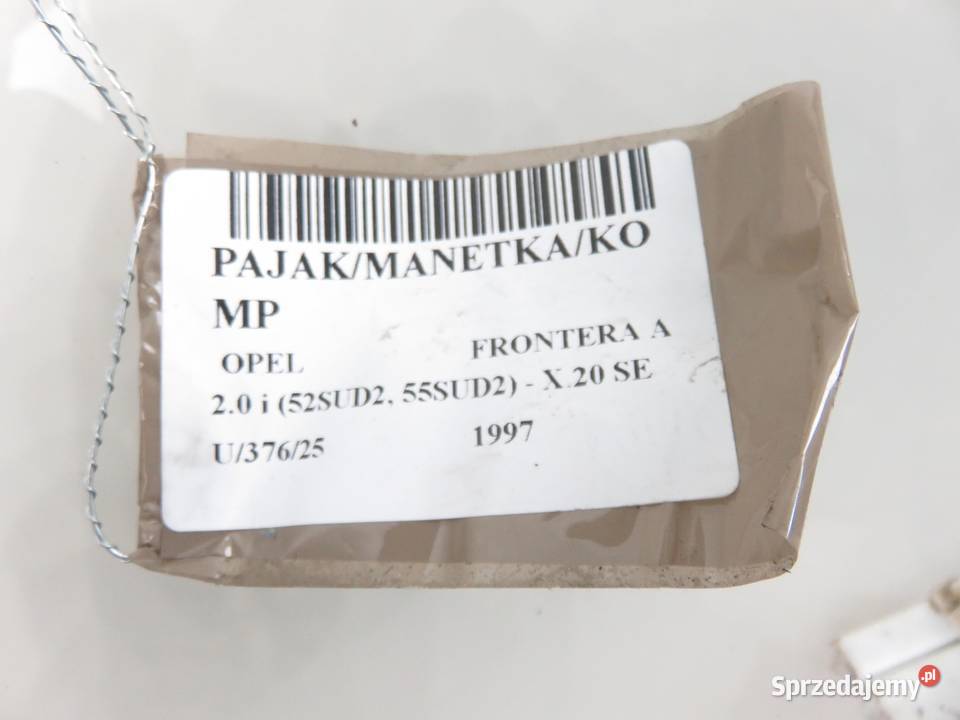 PAJAK/MANETKA/KO
MP
OPEL FRONTERA A
2.0 i (52SUD2, 55SUD2) - X 20 SE
U/376/25 1997
Sprzedajemy.pl